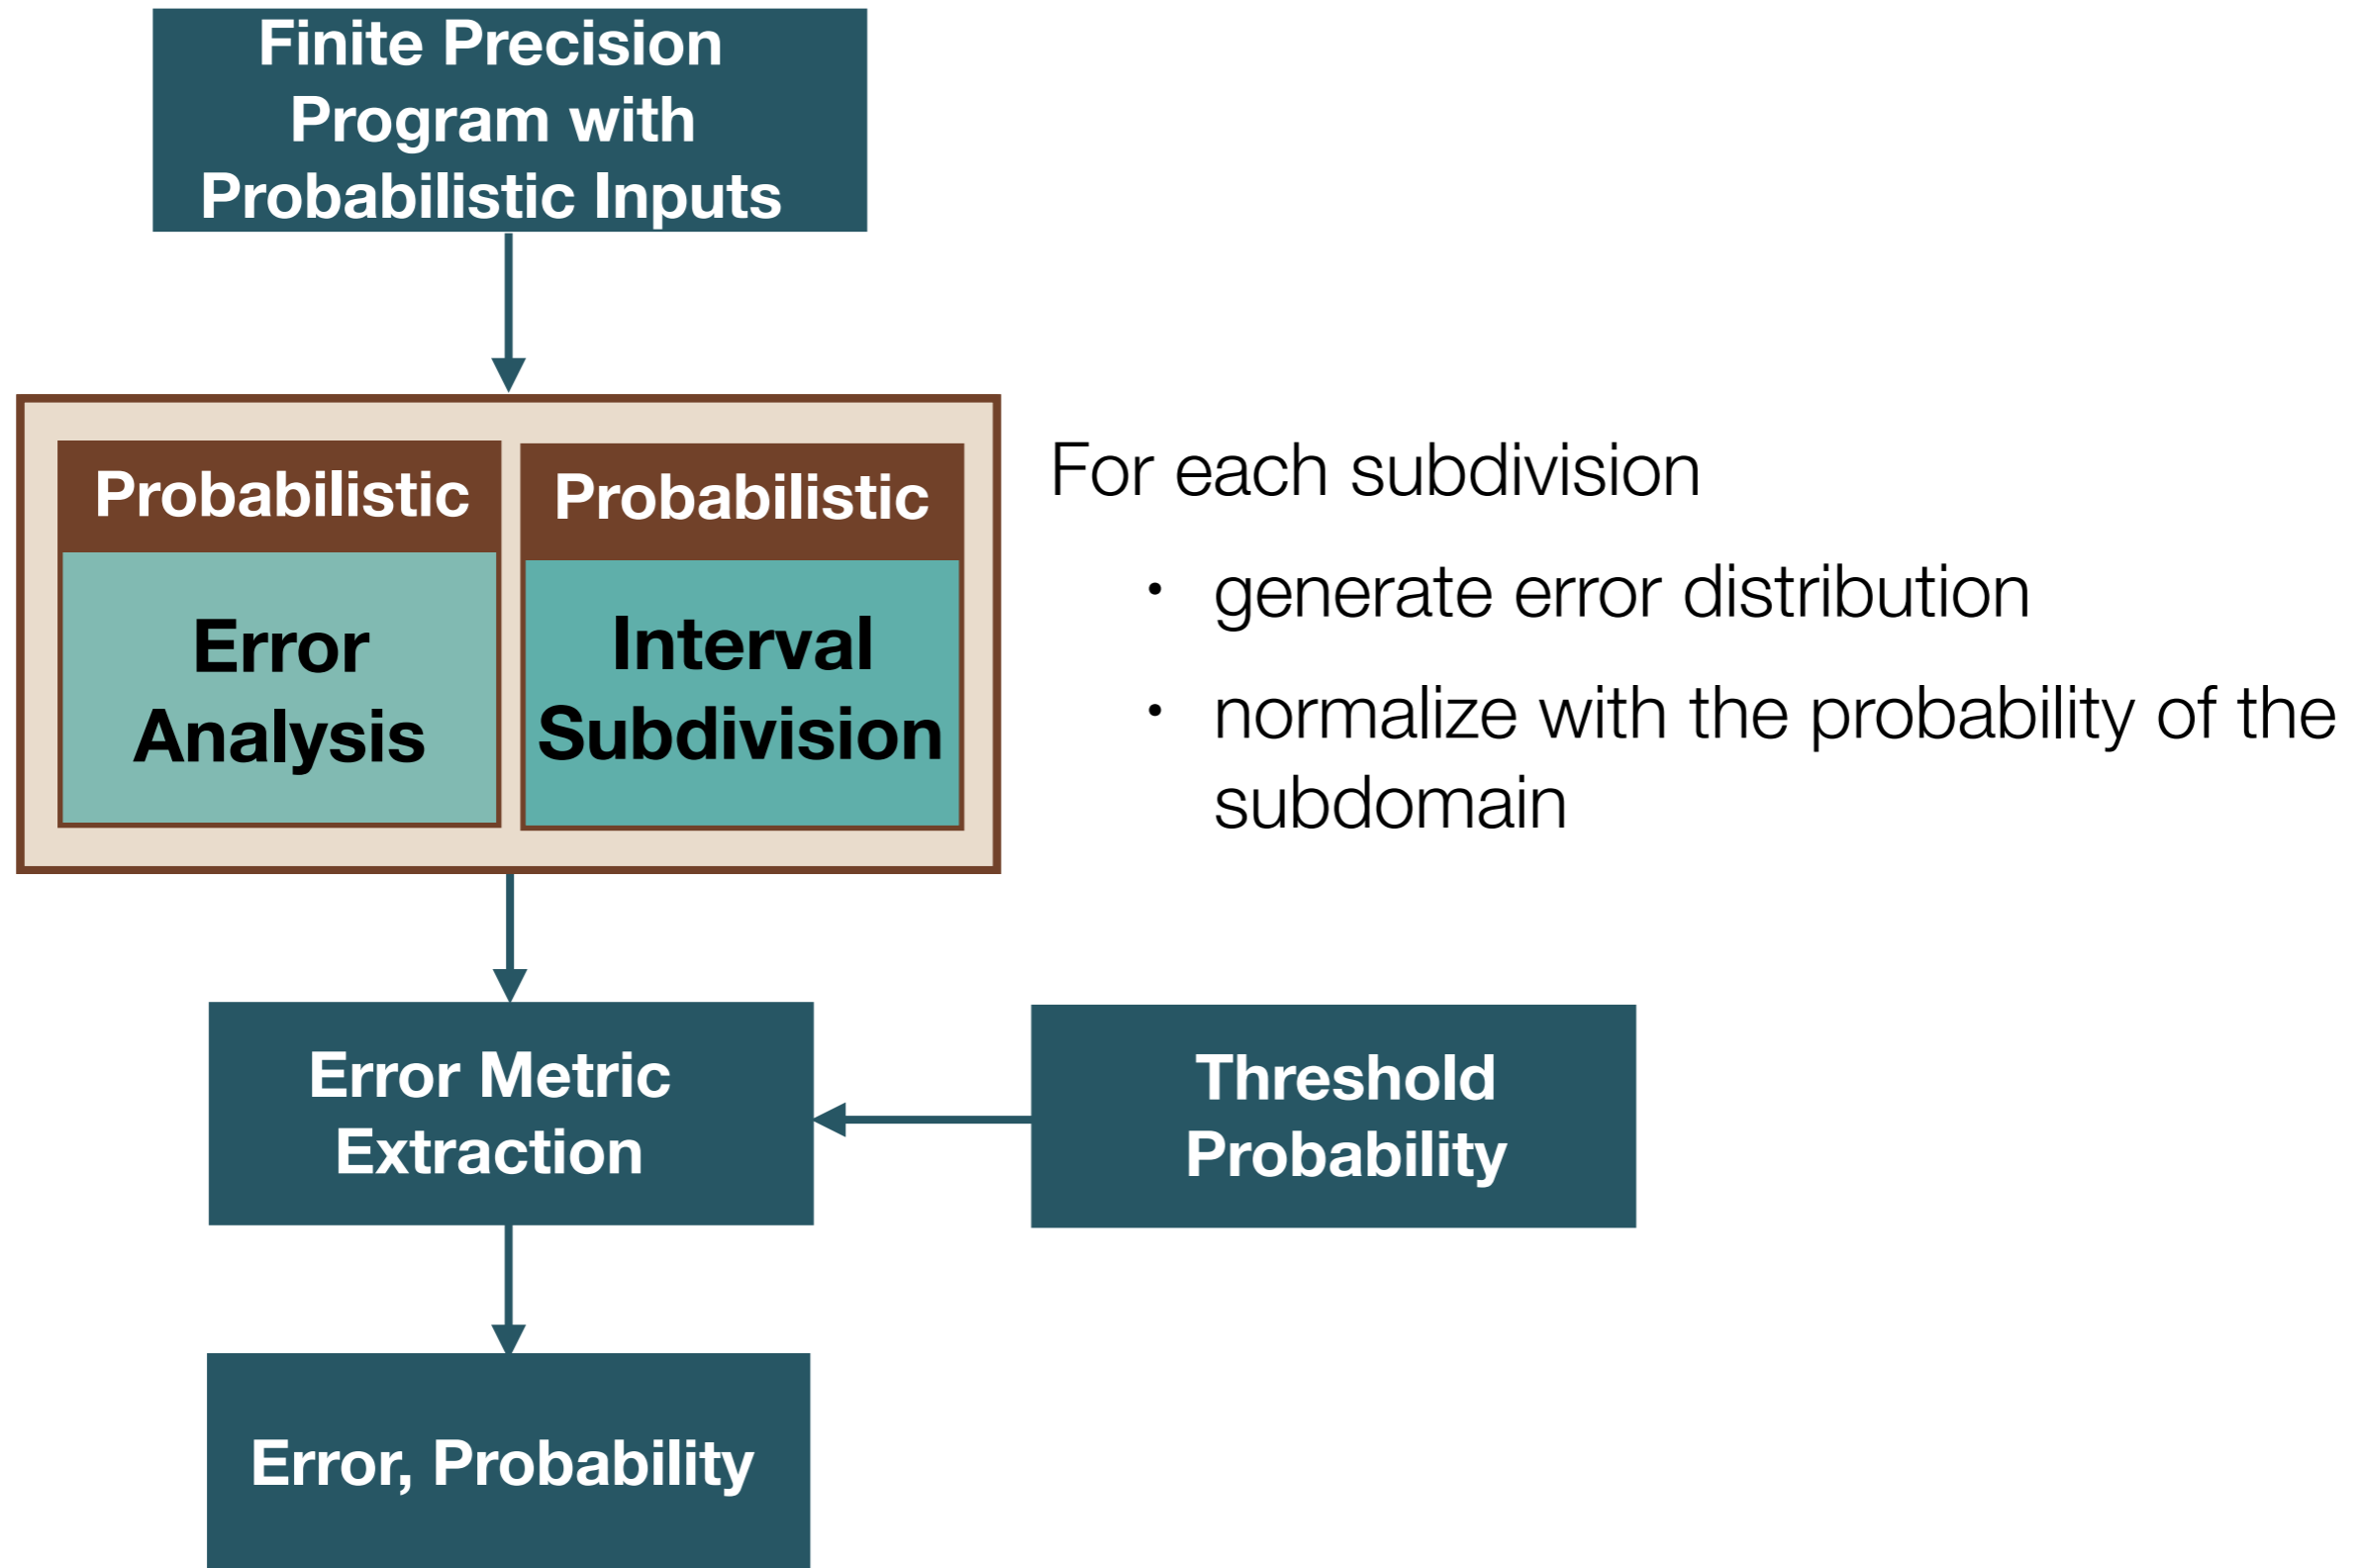 Finite Precision
Program with
Probabilistic Inputs
Probabilistic
Error
Analysis
Probabilistic
Interval
Subdivision
For each subdivision
• generate error distribution
• normalize with the probability of the
subdomain
Error Metric
Extraction
Threshold
Probability
Error, Probability